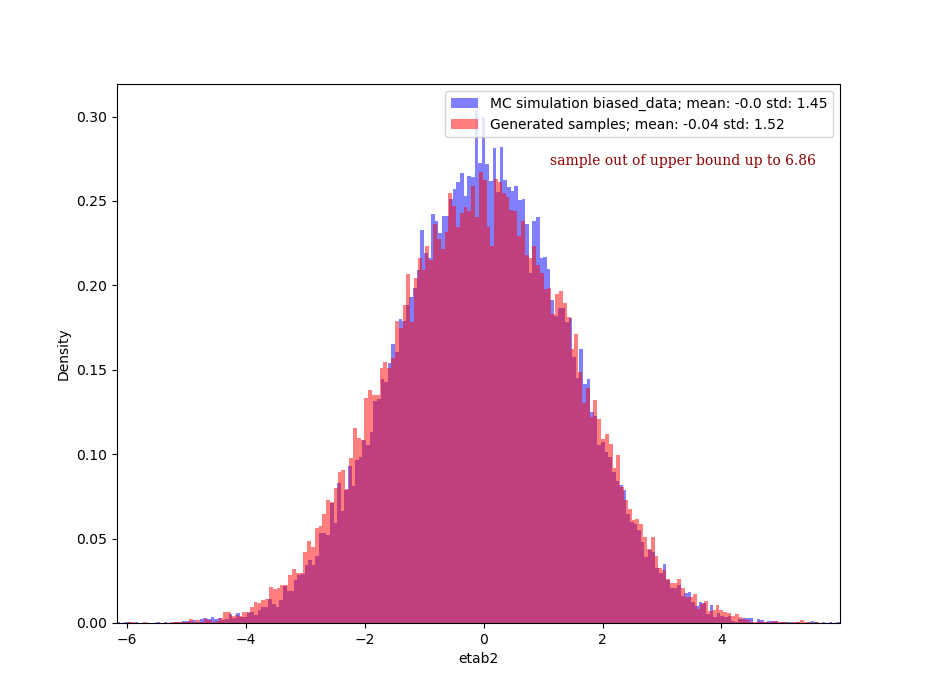 MC simulation biased_data; mean: -0.0 std: 1.45
Generated samples; mean: -0.04 std: 1.52
sample out of upper bound up to 6.86
0.30
0.25
0.20
0.15
0.10
0.05
0.00
Density
−6 −4 −2 0 2 4
etab2